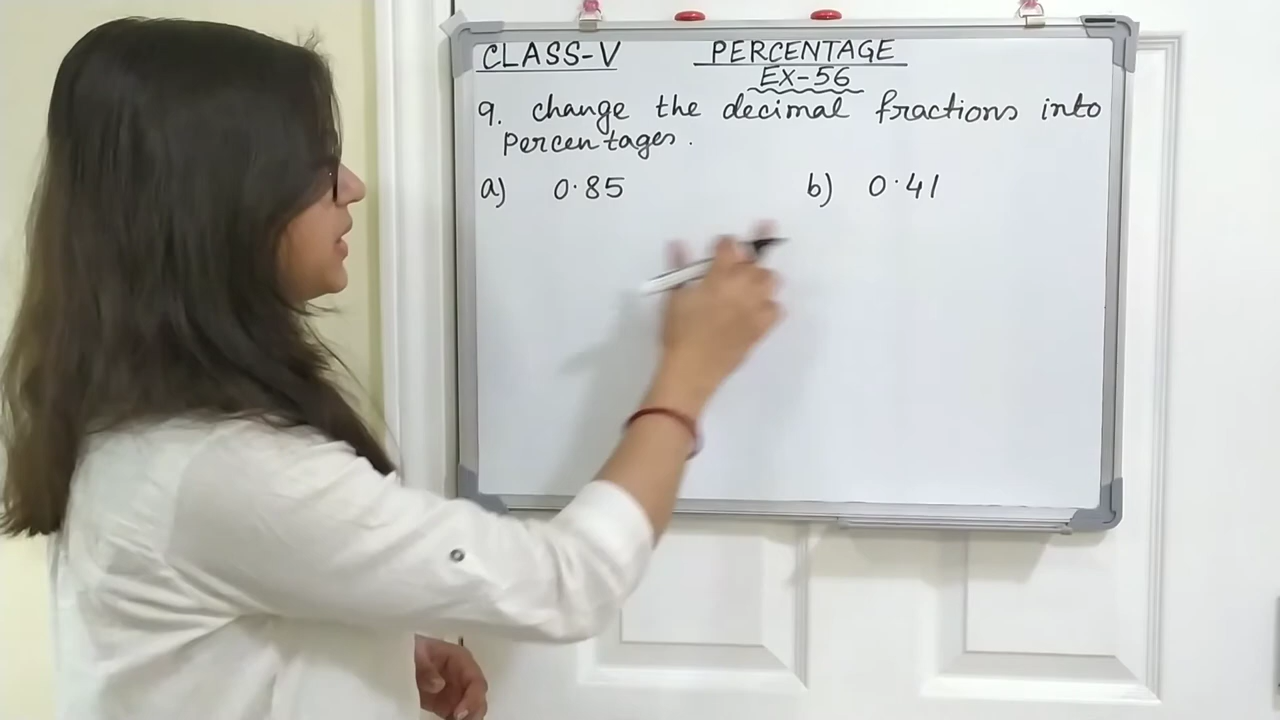 CLASS-V PERCENTAGE
EX-56
9. change the decimal fractions into
percentages.
a) 0.85 b) 0.41